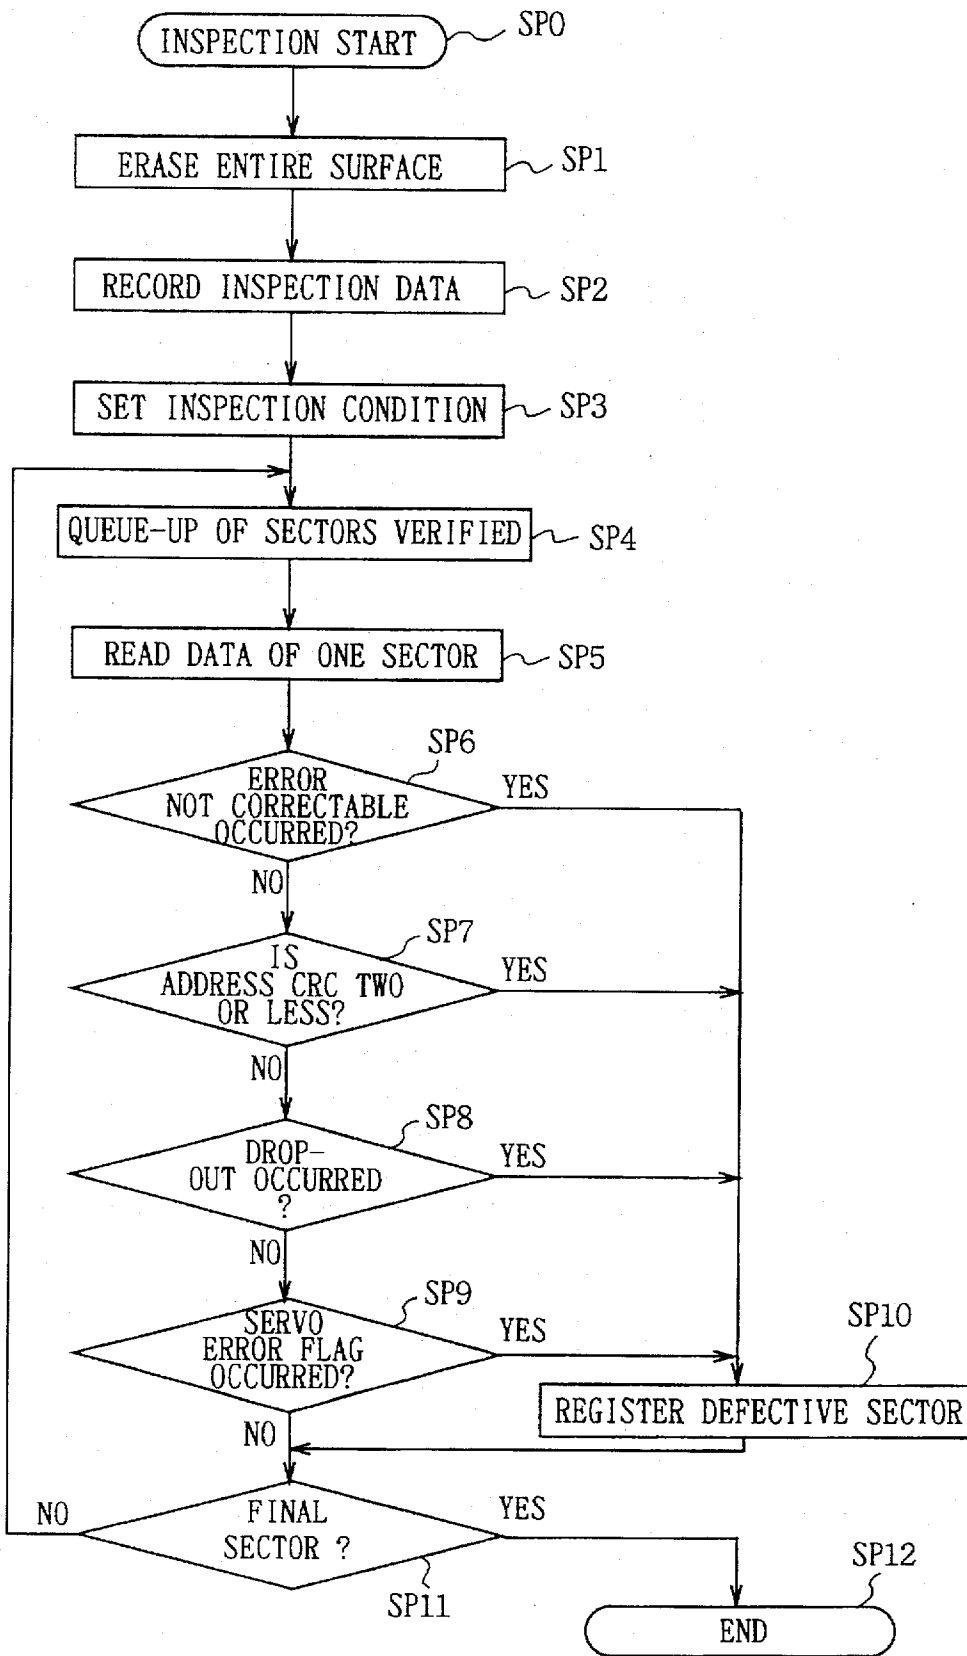 INSPECTION START
SP0
ERASE ENTIRE SURFACE
SP1
RECORD INSPECTION DATA
SP2
SET INSPECTION CONDITION
SP3
QUEUE-UP OF SECTORS VERIFIED
SP4
READ DATA OF ONE SECTOR
SP5
SP6
ERROR
NOT CORRECTABLE
OCCURRED?
YES
NO
SP7
IS
ADDRESS CRC TWO
OR LESS?
YES
NO
SP8
DROP-
OUT OCCURRED
?
YES
NO
SP9
SERVO
ERROR FLAG
OCCURRED?
YES
NO
SP10
REGISTER DEFECTIVE SECTOR
FINAL
SECTOR ?
NO
YES
SP11
SP12
END